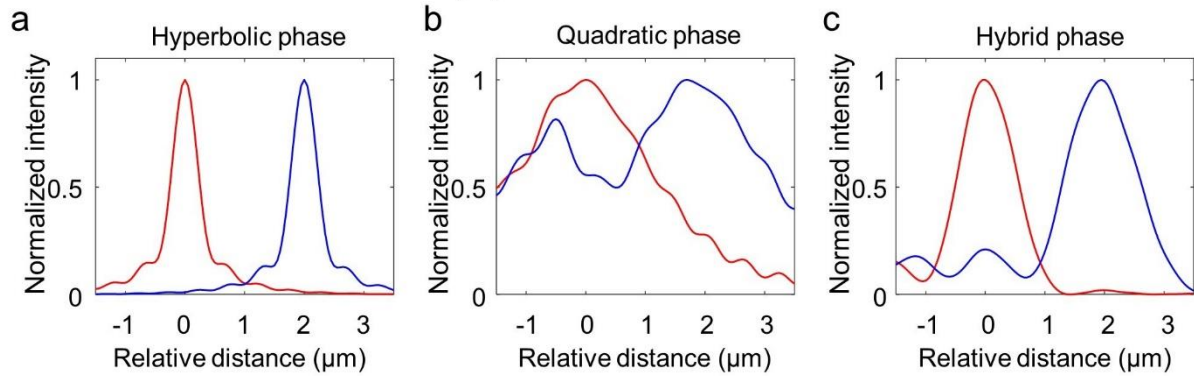 a
Hyperbolic phase
Normalized intensity
1
0.5
0
-1 0 1 2 3
Relative distance (μm)
b
Quadratic phase
Normalized intensity
1
0.5
0
-1 0 1 2 3
Relative distance (μm)
c
Hybrid phase
Normalized intensity
1
0.5
0
-1 0 1 2 3
Relative distance (μm)